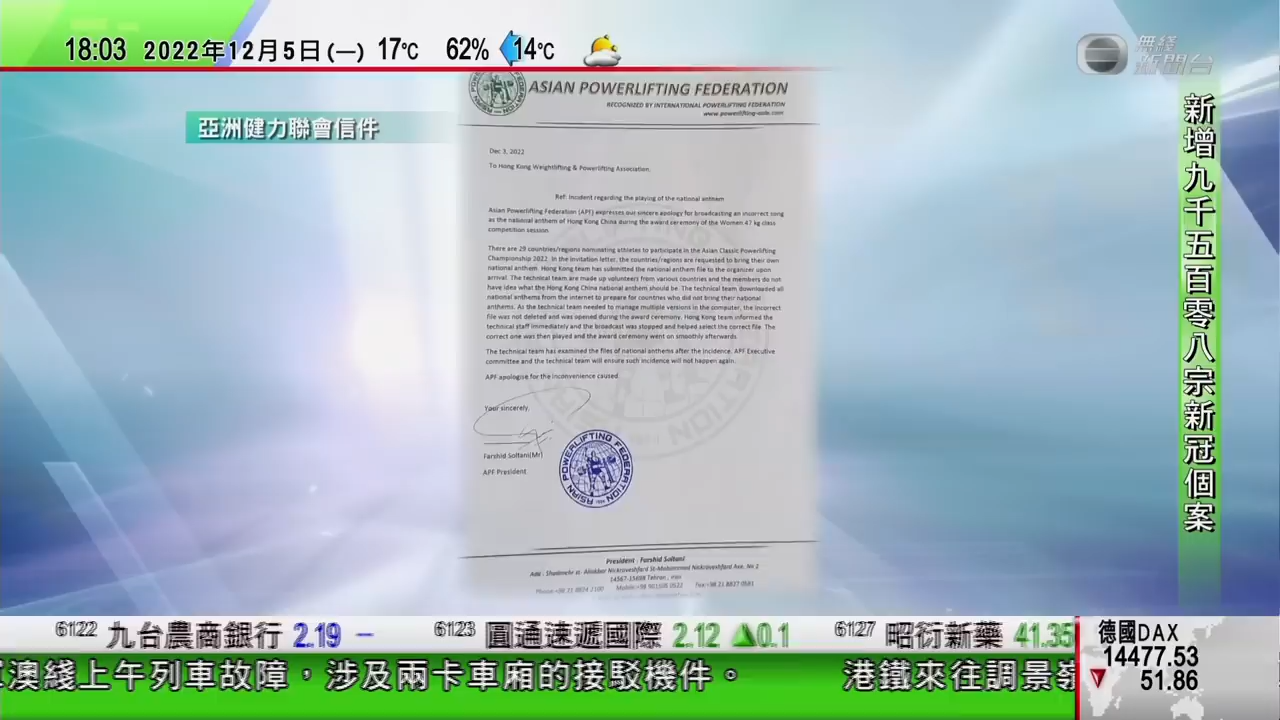 18:03 2022年12月5日(一) 17℃ 62% 14℃
無綫
新聞台
亞洲健力聯會信件
ASIAN POWERLIFTING FEDERATION
RECOGNIZED BY INTERNATIONAL POWERLIFTING FEDERATION
www.powerlifting-asia.com
Dec 3, 2022
To Hong Kong Weightlifting & Powerlifting Association,
Ref: Incident regarding the playing of the national anthem
Asian Powerlifting Federation (APF) expresses our sincere apology for broadcasting an incorrect song
as the national anthem of Hong Kong China during the award ceremony of the Women 47 kg class
competition session.
There are 29 countries/regions nominating athletes to participate in the Asian Classic Powerlifting
Championship 2022. In the invitation letter, the countries/regions are requested to bring their own
national anthem. Hong Kong team has submitted the national anthem file to the organizer upon
arrival. The technical team are made up volunteers from various countries and the members do not
have idea what the Hong Kong China national anthem should be. The technical team downloaded all
national anthems from the internet to prepare for countries who did not bring their national
anthems. As the technical team needed to manage multiple versions in the computer, the incorrect
file was not deleted and was opened during the award ceremony. Hong Kong team informed the
technical staff immediately and the broadcast was stopped and helped select the correct file. The
correct one was then played and the award ceremony went on smoothly afterwards.
The technical team has examined the files of national anthems after the incidence. APF Executive
committee and the technical team will ensure such incidence will not happen again.
APF apologise for the inconvenience caused.
Your sincerely,
Farshid Soltani(Mr)
APF President
ASIAN POWERLIFTING FEDERATION
President : Farshid Soltani
14567-15688 Tehran , Iran
新增九千五百零八宗新冠個案
61122 九台農商銀行 2.19 –
61123 圓通速遞國際 2.12 ▲0.1
61127 昭衍新藥 41.35
澳綫上午列車故障，涉及兩卡車廂的接駁機件。 港鐵來往調景嶺
德國DAX
14477.53
▼ 51.86